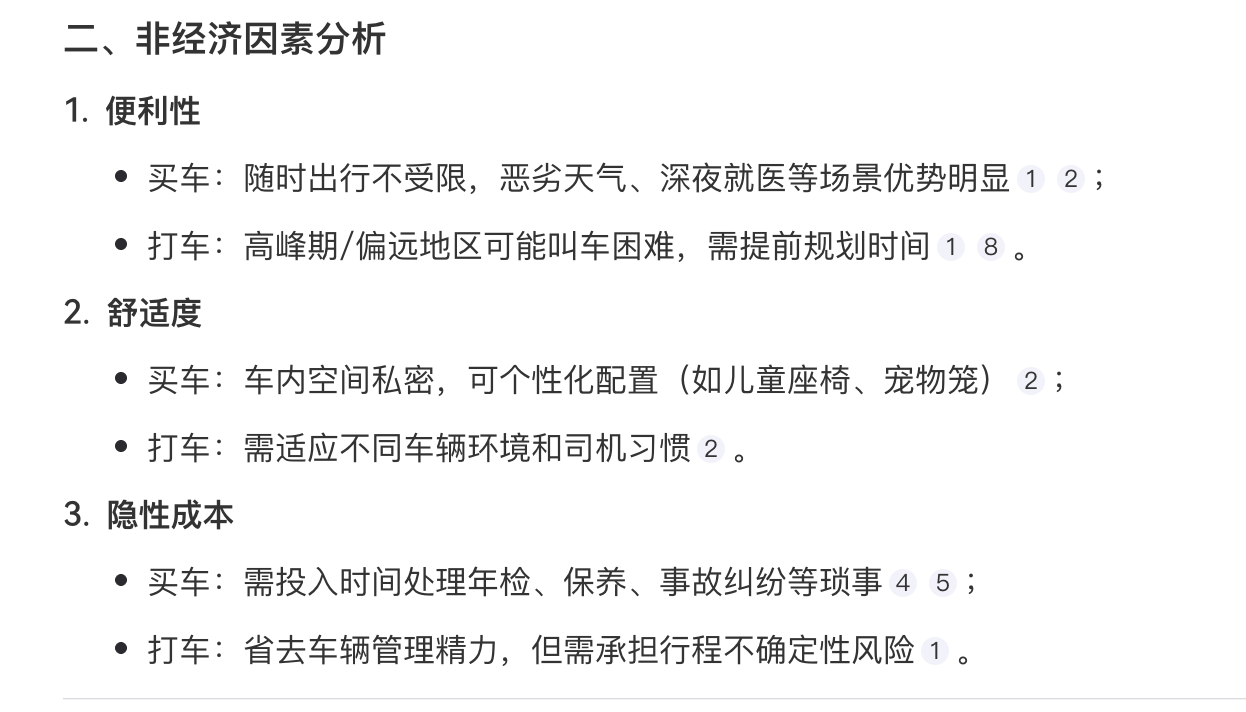 二、非经济因素分析
1. 便利性
• 买车：随时出行不受限，恶劣天气、深夜就医等场景优势明显 1 2；
• 打车：高峰期/偏远地区可能叫车困难，需提前规划时间 1 8。
2. 舒适度
• 买车：车内空间私密，可个性化配置（如儿童座椅、宠物笼） 2；
• 打车：需适应不同车辆环境和司机习惯 2。
3. 隐性成本
• 买车：需投入时间处理年检、保养、事故纠纷等琐事 4 5；
• 打车：省去车辆管理精力，但需承担行程不确定性风险 1。